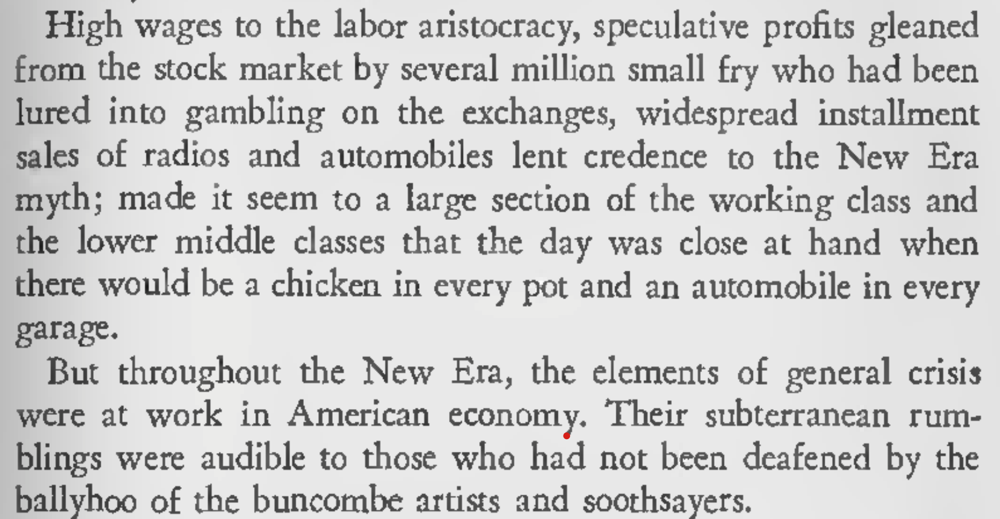 High wages to the labor aristocracy, speculative profits gleaned
from the stock market by several million small fry who had been
lured into gambling on the exchanges, widespread installment
sales of radios and automobiles lent credence to the New Era
myth; made it seem to a large section of the working class and
the lower middle classes that the day was close at hand when
there would be a chicken in every pot and an automobile in every
garage.
But throughout the New Era, the elements of general crisis
were at work in American economy. Their subterranean rum-
blings were audible to those who had not been deafened by the
ballyhoo of the buncombe artists and soothsayers.